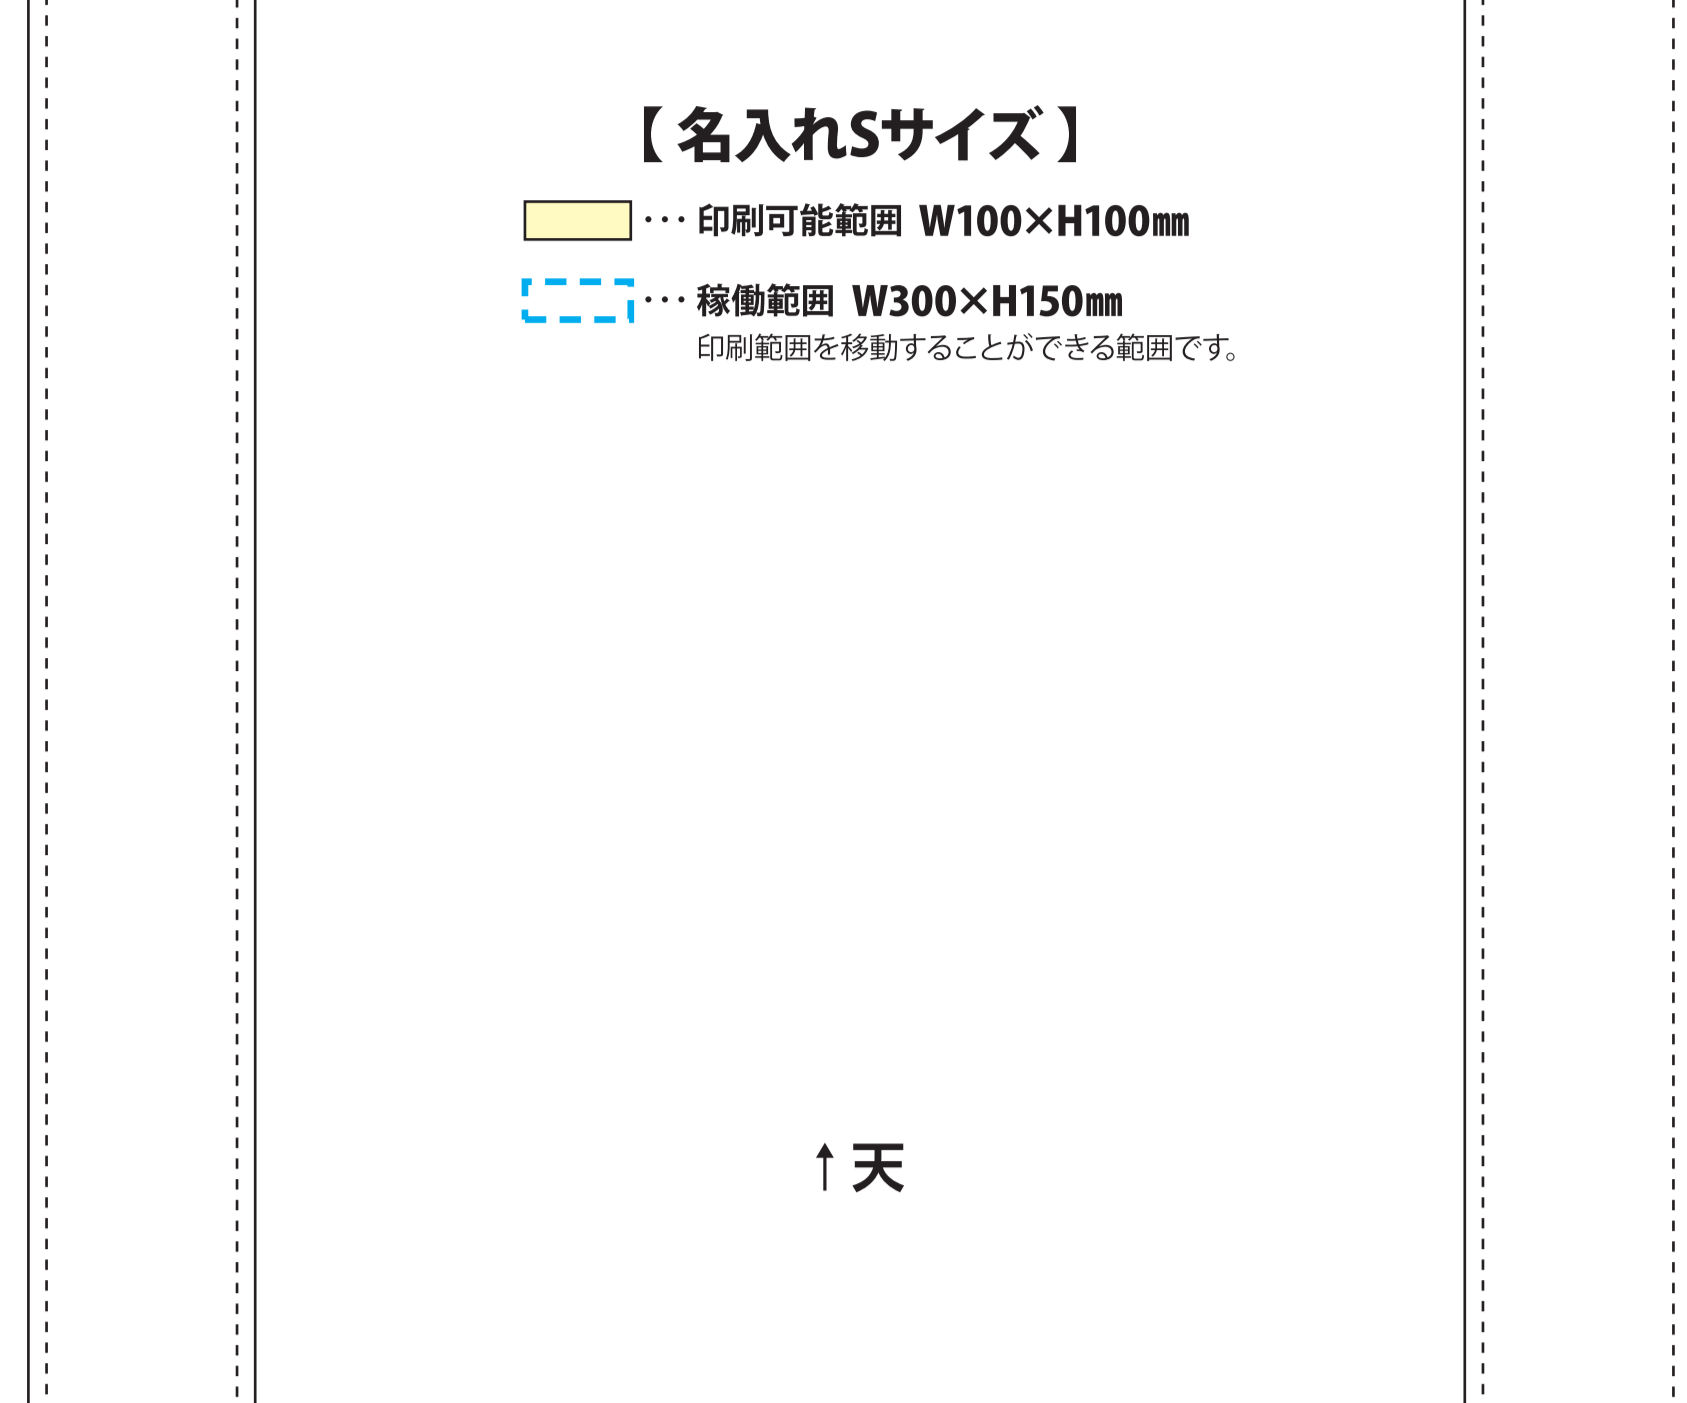 【 名入れSサイズ 】
･･･ 印刷可能範囲 W100×H100㎜
･･･ 稼働範囲 W300×H150㎜
印刷範囲を移動することができる範囲です。
↑ 天